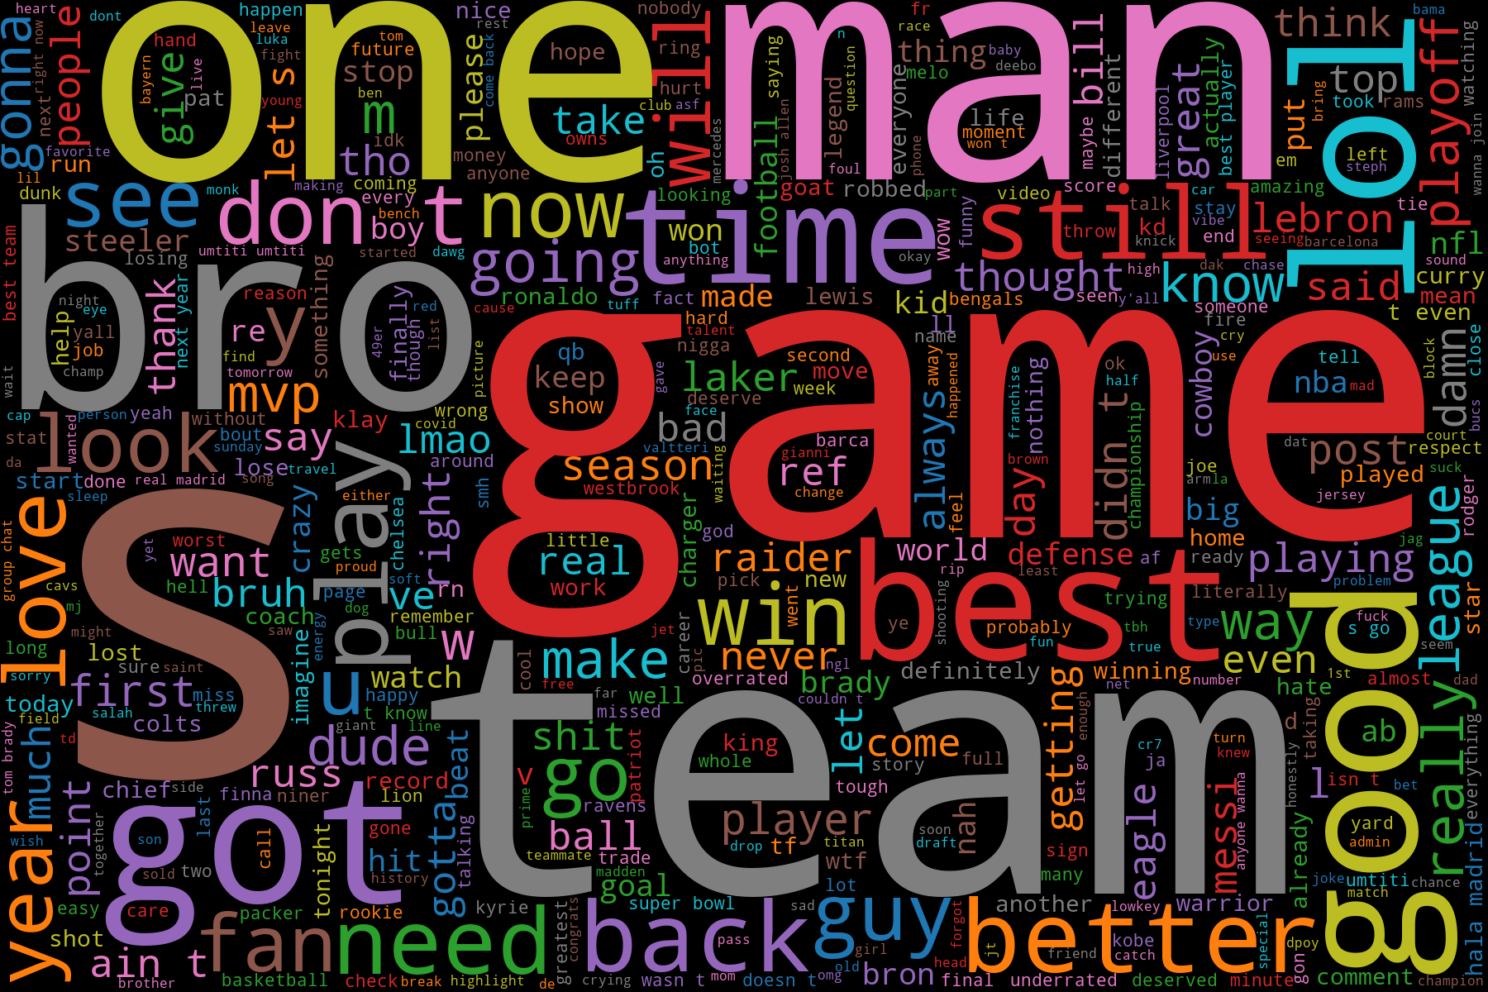 one
man
game
team
bro
S
time
still
best
good
got
lol
back
better
need
guy
fan
year
love
look
play
win
now
don t
see
going
will
know
thought
said
lebron
playoff
think
top
thing
great
put
people
gonna
let s
give
run
pat
hand
happen
leave
luka
fight
young
live
bayern
heart
dont
right now
next
favorite
nice
rest
tom
future
stop
ben
m
idk
tho
please
come back
hope
take
owns
money
anyone
club
asf
nobody
ring
hurt
oh
mercedes
josh allen
football
saying
foul
legend
question
n
fr
race
melo
everyone
baby
deebo
life
moment
won t
maybe bill
different
liverpool
actually
best player
em
bring
took
rams
left
steph
bama
watching
wanna join
tie
nfl
curry
mean
even
t
sound
amazing
barcelona
seeing
car
stay
vibe
end
talk
score
throw
kd
knick
dak
chase
high
y'all
seen
someone
fire
cry
use
video
funny
wow
okay
robbed
part
goat
looking
won
bot
anything
boy
every
coming
bench
started
dawg
making
monk
dunk
lil
steeler
losing
umtiti umtiti
best team
night
eye
yall
job
champ
help
thank
next year
re
reason
y
something
find
tomorrow
mvp
49er
though
finally
red
list
ronaldo
tuff
cause
fact
made
hard
talent
nigga
lewis
kid
bengals
ll
name
away
happened
always
ok
half
franchise
nothing
cowboy
tell
nba
mad
damn
block
close
bucs
wait
cap
person
yeah
without
bout
sunday
say
klay
wrong
covid
picture
lmao
around
smh
qb
keep
show
laker
deserve
face
bad
valtteri
gave
second
move
week
barca
gianni
ref
change
season
westbrook
waiting
day
brown
didn t
championship
dat
post
played
jersey
court
respect
suck
rodger
joe
arm
la
big
home
jag
stat
da
wanted
start
done
real madrid
song
lose
travel
crazy
sleep
group chat
cavs
mj
worst
want
hell
yet
bruh
coach
saw
either
proud
gets
chelsea
soft
page
dog
ve
right
rn
remember
bull
energy
imagine
w
little
real
work
charger
god
raider
pick
new
went
jet
world
rip
defense
least
af
ready
playing
literally
problem
league
star
feel
shooting
ye
probably
fun
trying
tbh
true
type
way
s go
fuck
seem
long
might
lost
sure
saint
sorry
first
miss
today
salah
threw
colts
field
td
u
watch
happy
t know
giant
line
make
cool
free
far
well
career
pic
never
ngl
overrated
missed
brady
couldn t
definitely
winning
net
number
even
hate
1st
almost
dad
tom brady
much
dude
shit
go
king
whole
let
come
story
full
tough
getting
let go
enough
cr7
ja
turn
knew
d
taking
honestly
ab
really
everything
l
isn t
bet
russ
record
v
prime
patriot
beat
chief
side
finna
niner
lion
last
point
together
wish
son
sold
two
call
gone
hit
history
gotta
talking
tonight
ravens
ball
teammate
trade
madden
goal
player
drop
tf
titan
wtf
soon
draft
nah
sign
many
eagle
messi
anyone wanna
already
yard
admin
joke
umtiti
match
chance
hala madrid
easy
care
packer
rookie
shot
ain t
brother
basketball
check
break
highlight
kyrie
greatest
congrats
de
crying
super bowl
wasn t
mom
pass
sad
doesn t
omg
lot
old
girl
bron
forgot
head
final
another
lowkey
jt
friend
underrated
kobe
catch
warrior
deserved
special
minute
dpoy
gon
comment
champion